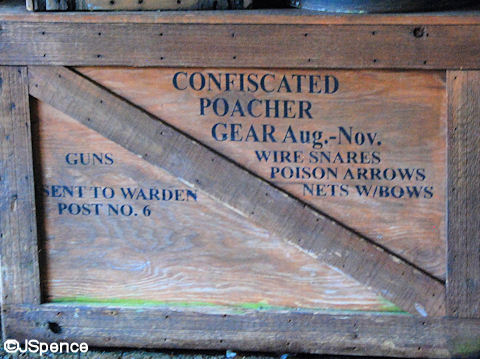 CONFISCATED
POACHER
GEAR Aug.-Nov.
WIRE SNARES
POISON ARROWS
NETS W/BOWS
GUNS
SENT TO WARDEN
POST NO. 6
©JSpence